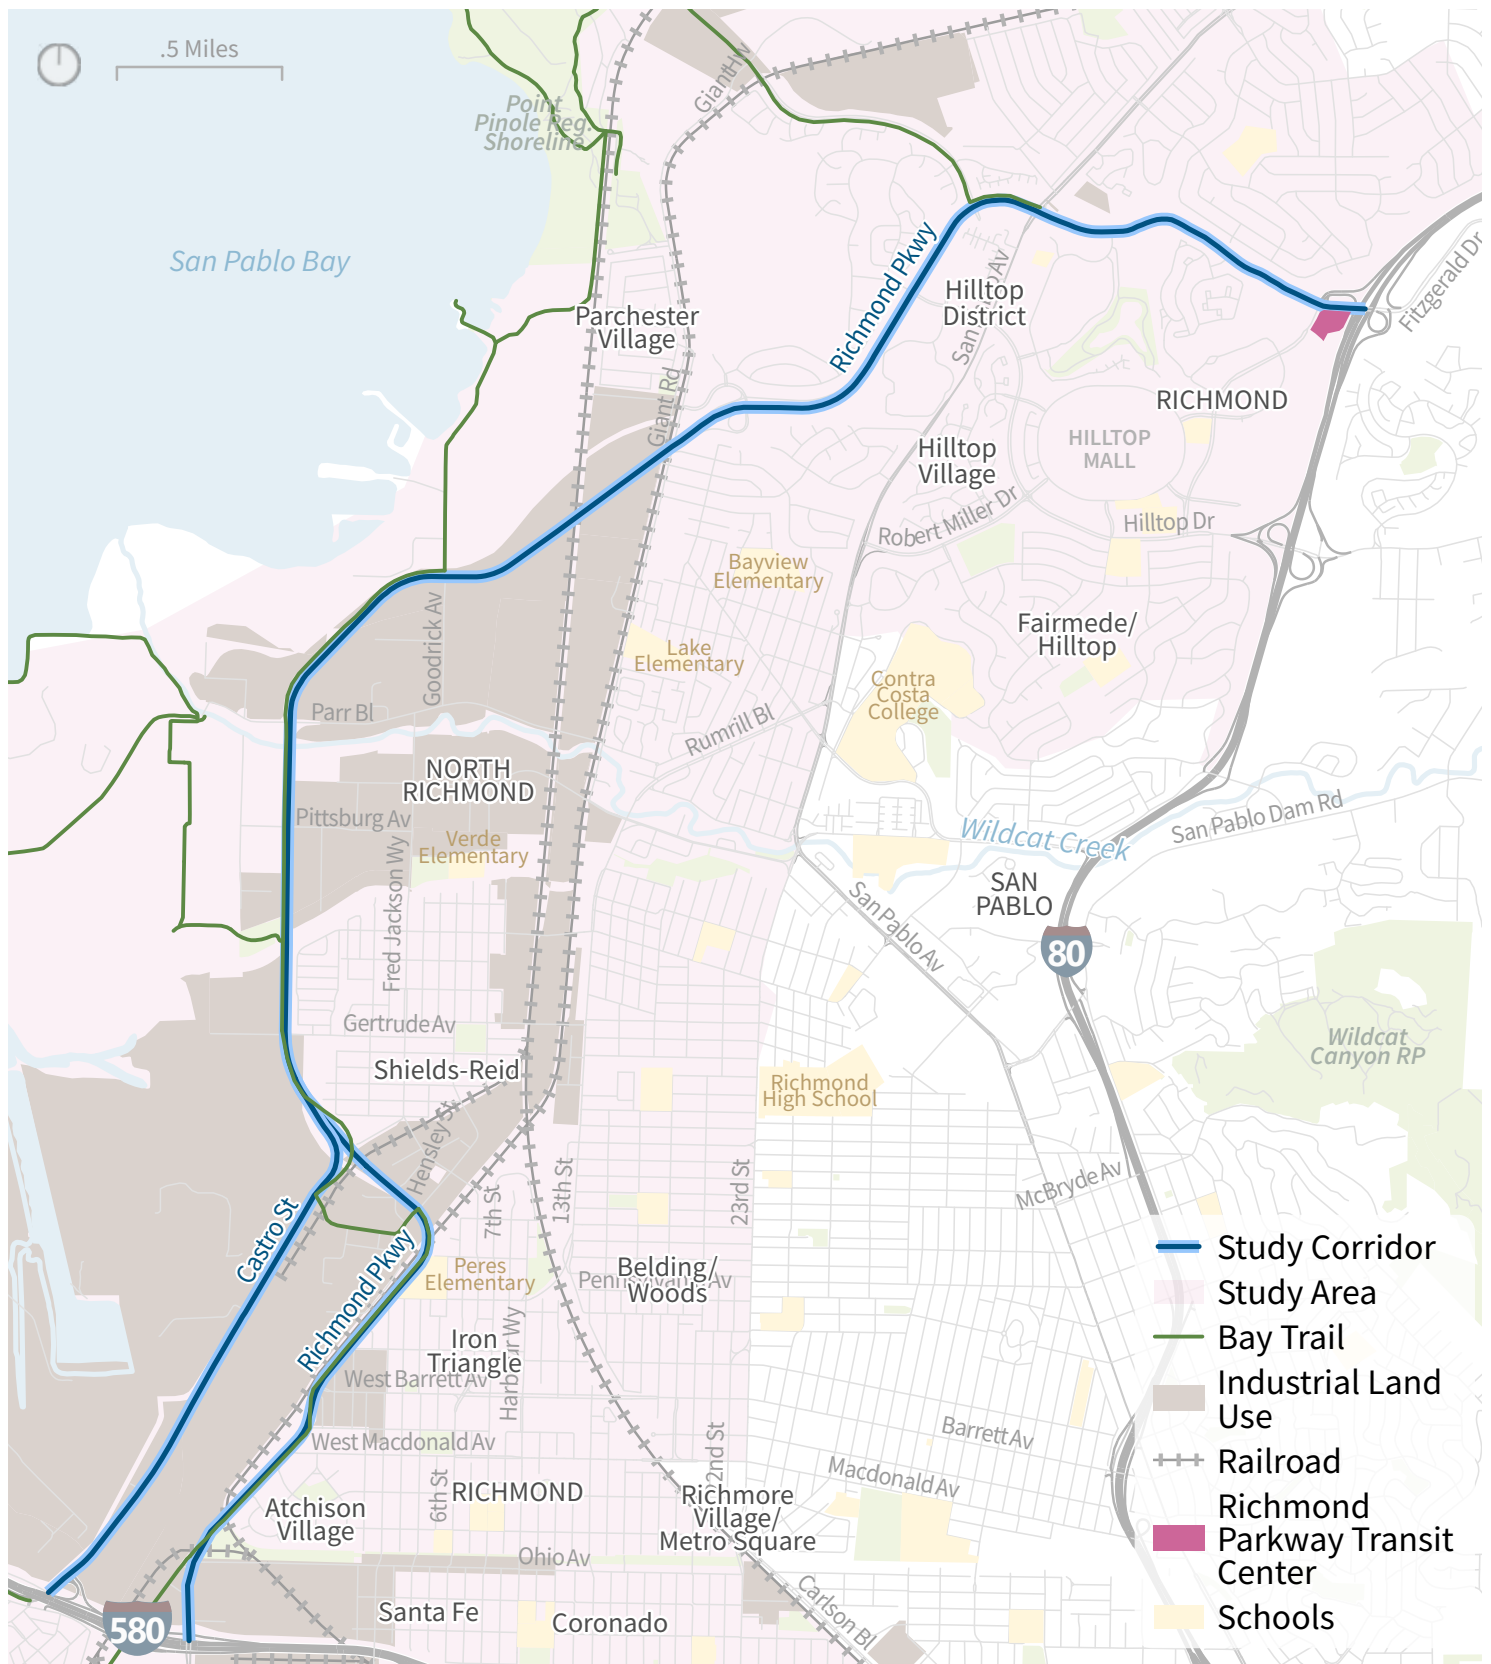 .5 Miles
Giant Hw
Point
Pinole Reg.
Shoreline
San Pablo Bay
Richmond Pkwy
Fitzgerald Dr
Hilltop
District
Parchester
Village
Giant Rd
RICHMOND
HILLTOP
MALL
Hilltop
Village
Robert Miller Dr
Hilltop Dr
Bayview
Elementary
Goodrick Av
Fairmede/
Hilltop
Lake
Elementary
Contra
Costa
College
Parr Bl
Rumrill Bl
NORTH
RICHMOND
Pittsburg Av
San Pablo Dam Rd
Wildcat Creek
Verde
Elementary
Fred Jackson Wy
SAN
PABLO
San Pablo Av
80
Gertrude Av
Wildcat
Canyon RP
Shields-Reid
Richmond
High School
Hensley St
McBryde Av
7th St
13th St
23rd St
Castro St
Richmond Pkwy
Peres
Elementary
Belding/
Woods
Iron
Triangle
Harbour Wy
West Barrett Av
Barrett Av
West Macdonald Av
Macdonald Av
6th St
RICHMOND
Richmore
Village/
Metro Square
Atchison
Village
Ohio Av
Carlson Bl
Santa Fe
Coronado
580
Study Corridor
Study Area
Bay Trail
Industrial Land
Use
Railroad
Richmond
Parkway Transit
Center
Schools